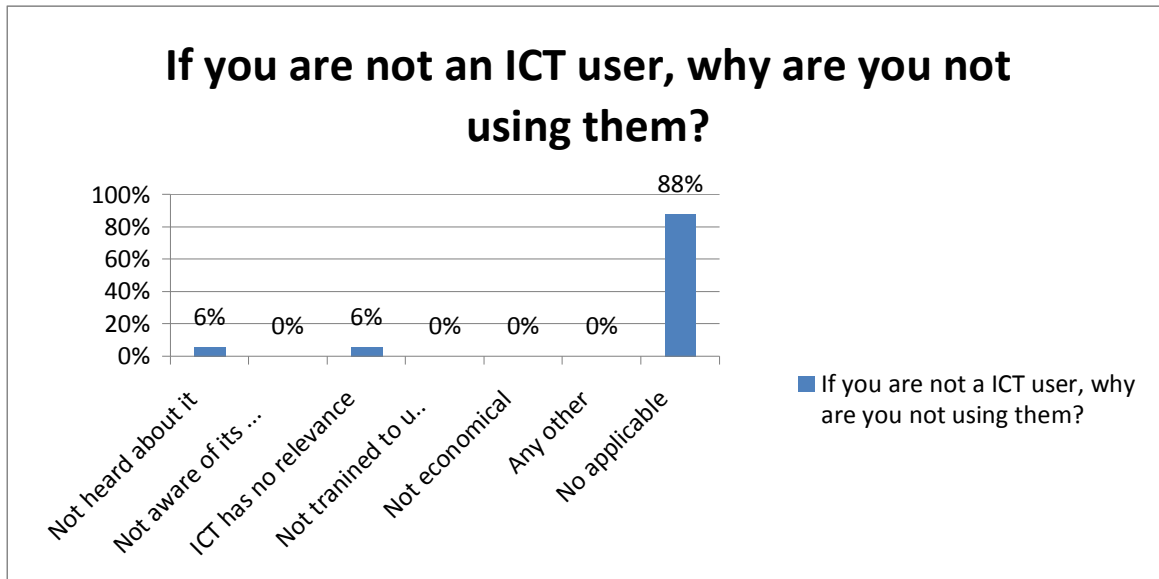 If you are not an ICT user, why are you not
using them?
100%
80%
60%
40%
20%
0%
6%
0%
6%
0%
0%
0%
88%
Not heard about it
Not aware of its ...
ICT has no relevance
Not tranined to u..
Not economical
Any other
No applicable
If you are not a ICT user, why
are you not using them?